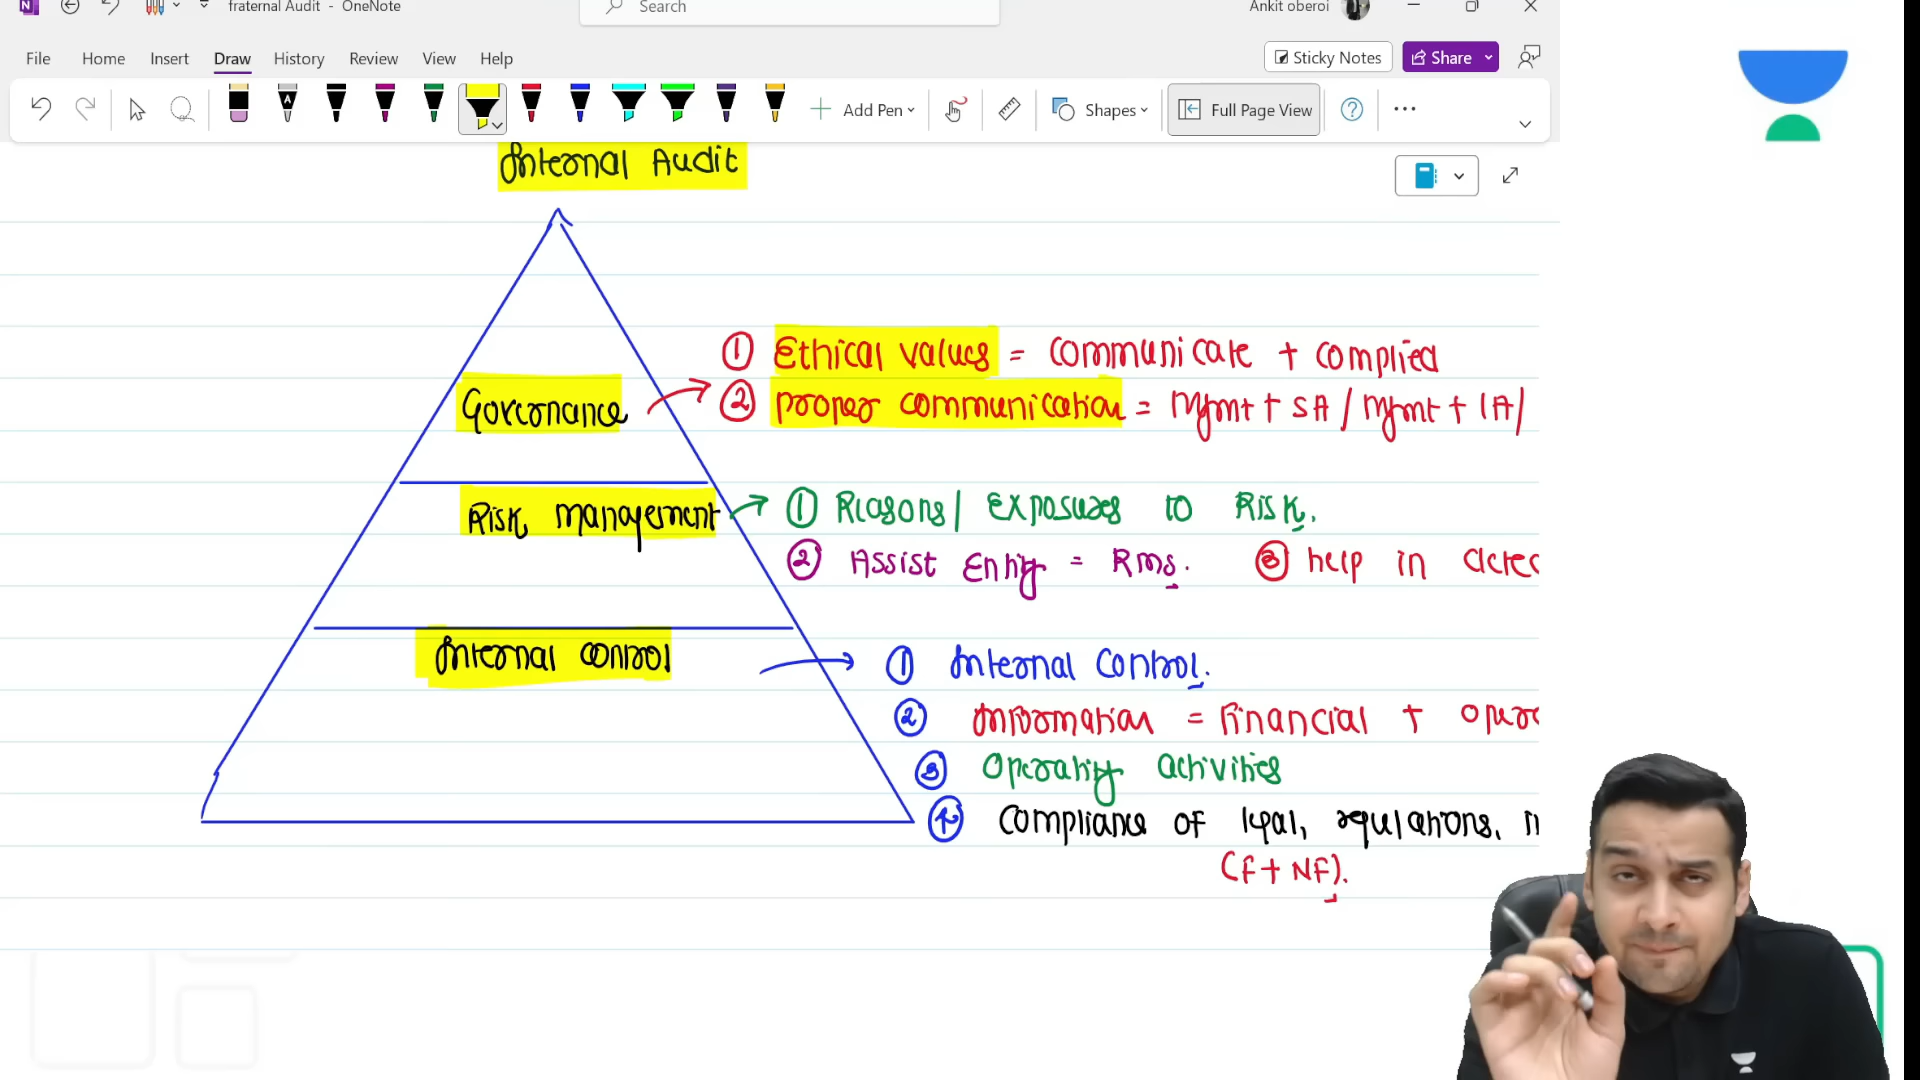 fraternal Audit - OneNote
Search
Ankit oberoi
File Home Insert Draw History Review View Help
Sticky Notes
Share
Add Pen
Shapes
Full Page View
Internal Audit
① Ethical values = communicate + complied
Governance
② proper communication = Mgmt + SA / Mgmt + IA /
Risk management
① Reasons / Exposures to Risk.
② Assist Entity = RMS. ③ help in detec
Internal control
① Internal Control.
② Information = Financial + opera
③ Operating activities
④ Compliance of legal, regulations,
(F + NF).